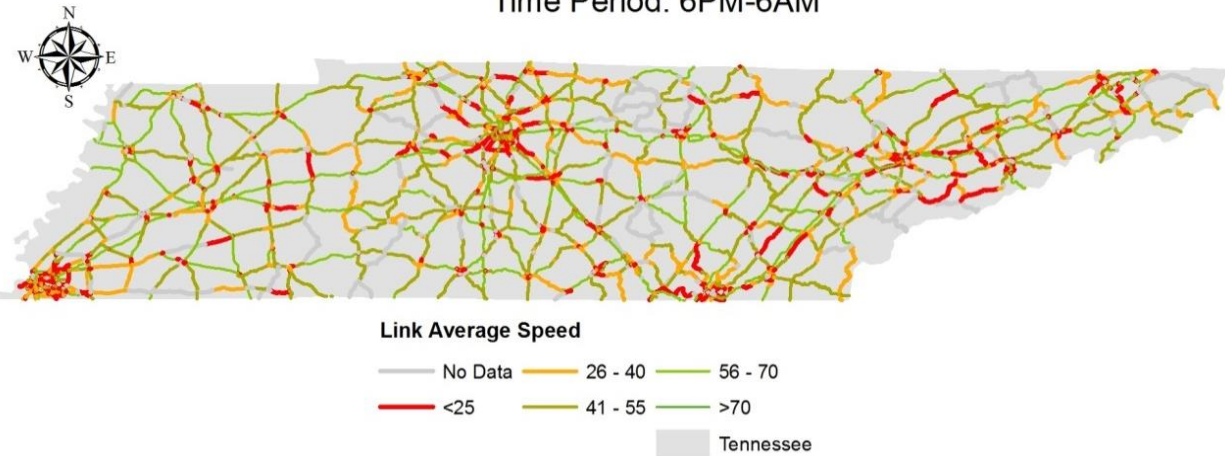 Time Period: 6PM-6AM
N
W E
S
Link Average Speed
No Data 26 - 40 56 - 70
<25 41 - 55 >70
Tennessee